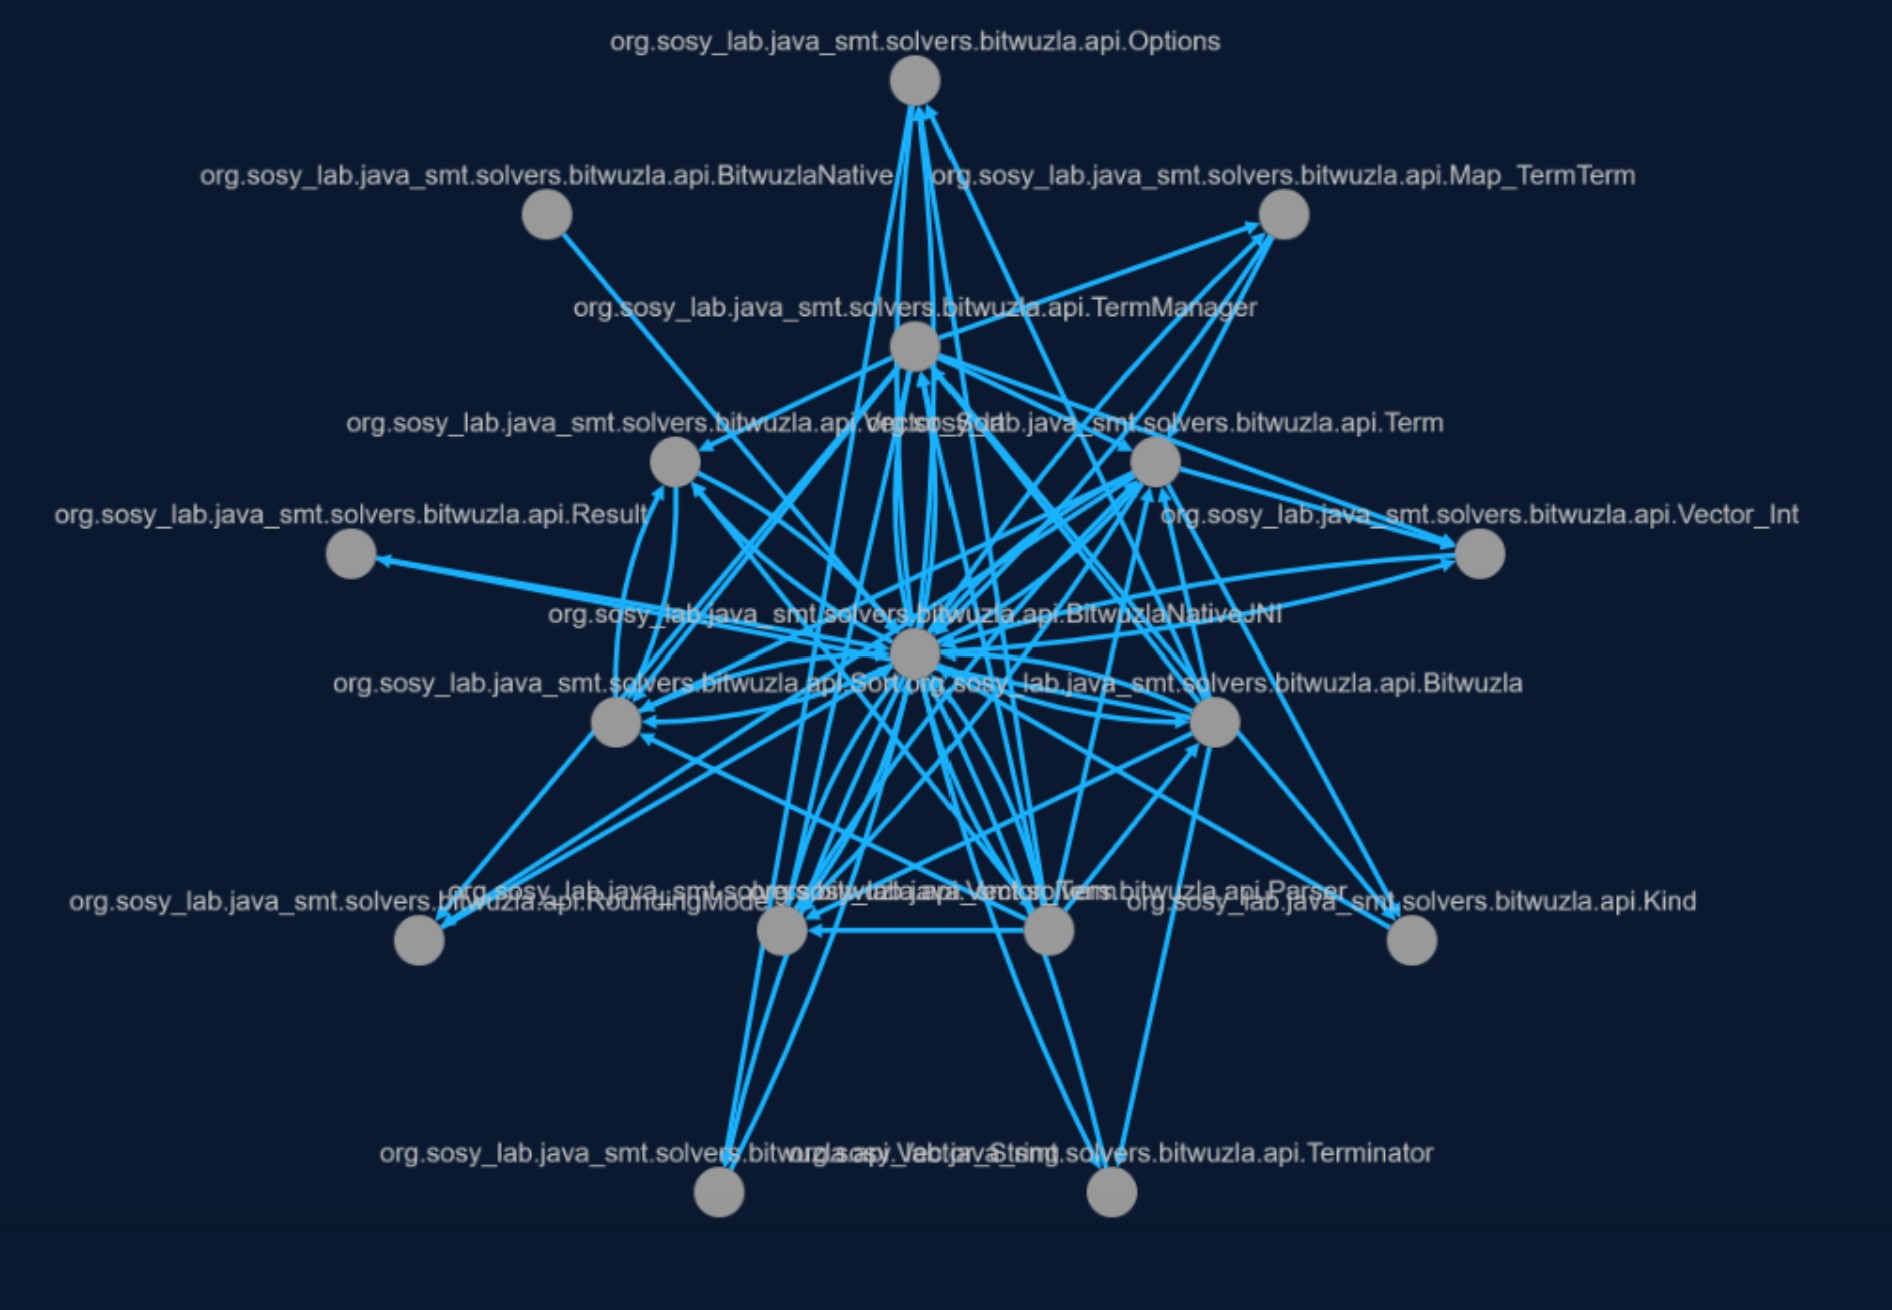 org.sosy_lab.java_smt.solvers.bitwuzla.api.Options
org.sosy_lab.java_smt.solvers.bitwuzla.api.BitwuzlaNative
org.sosy_lab.java_smt.solvers.bitwuzla.api.Map_TermTerm
org.sosy_lab.java_smt.solvers.bitwuzla.api.TermManager
org.sosy_lab.java_smt.solvers.bitwuzla.api.Vector_Sort
org.sosy_lab.java_smt.solvers.bitwuzla.api.Term
org.sosy_lab.java_smt.solvers.bitwuzla.api.Result
org.sosy_lab.java_smt.solvers.bitwuzla.api.Vector_Int
org.sosy_lab.java_smt.solvers.bitwuzla.api.BitwuzlaNativeJNI
org.sosy_lab.java_smt.solvers.bitwuzla.api.Sort
org.sosy_lab.java_smt.solvers.bitwuzla.api.Bitwuzla
org.sosy_lab.java_smt.solvers.bitwuzla.api.RoundingMode
org.sosy_lab.java_smt.solvers.bitwuzla.api.Vector_Term
org.sosy_lab.java_smt.solvers.bitwuzla.api.Parser
org.sosy_lab.java_smt.solvers.bitwuzla.api.Kind
org.sosy_lab.java_smt.solvers.bitwuzla.api.Vector_String
org.sosy_lab.java_smt.solvers.bitwuzla.api.Terminator